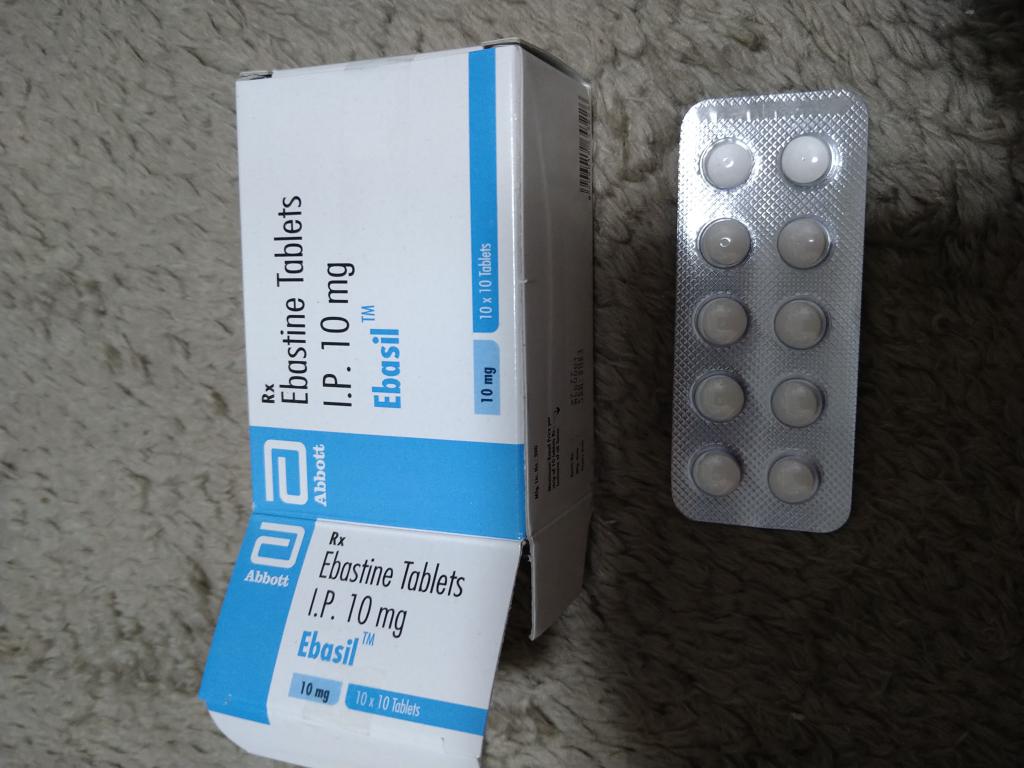 Rx
Ebastine Tablets
I.P. 10 mg
Ebasil™
10 mg
10 x 10 Tablets
Abbott
Abbott
Rx
Ebastine Tablets
I.P. 10 mg
Ebasil™
10 mg
10 x 10 Tablets